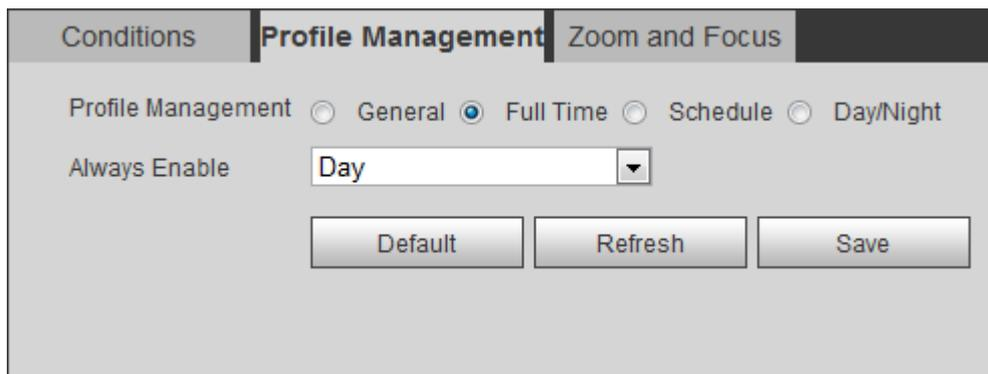 Conditions Profile Management Zoom and Focus
Profile Management General Full Time Schedule Day/Night
Always Enable Day
Default Refresh Save